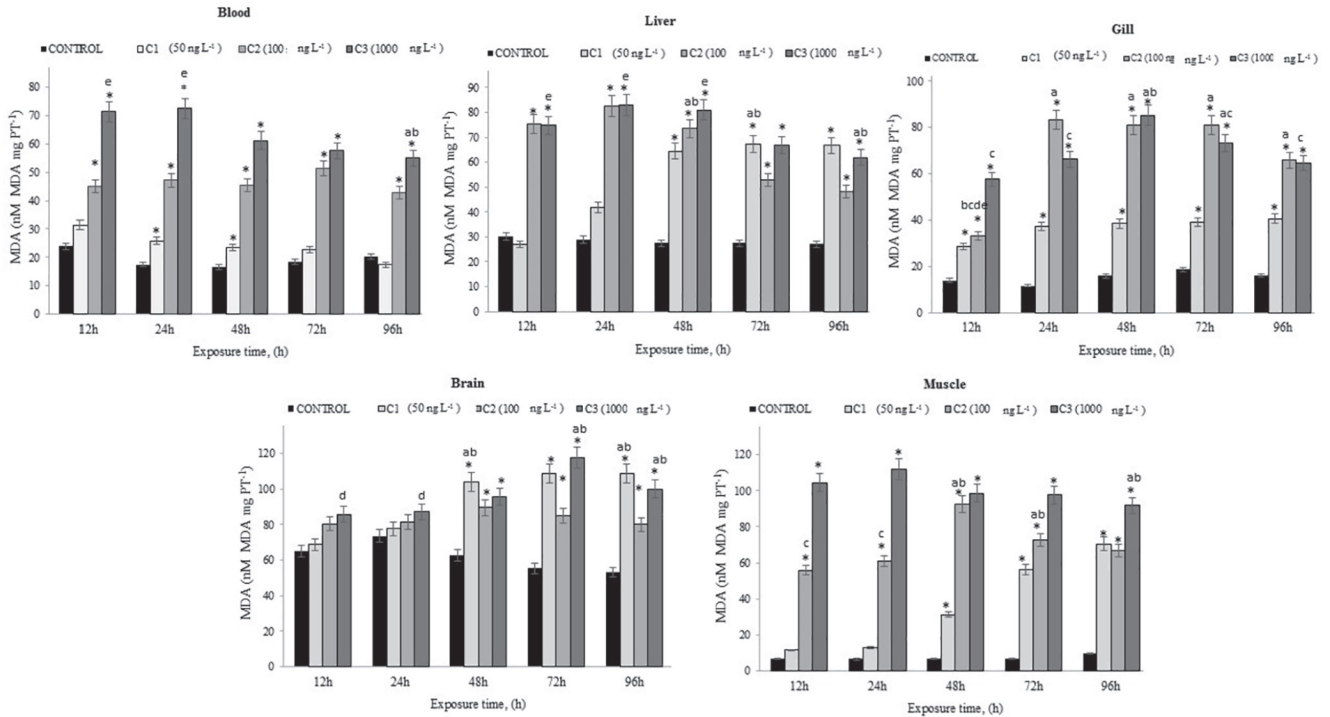 Blood
■CONTROL □C1 (50 ng L-1) ■C2 (100: ng L-1) ■C3 (1000 ng L-1)
MDA (nM MDA mg PT-1)
80
70
60
50
40
30
20
10
0
e
*
*
e
*
*
*
*
*
*
*
*
ab
*
*
12h 24h 48h 72h 96h
Exposure time, (h)
Liver
■CONTROL □C1 (50 ng L-1) ■C2 (100 ng L-1) ■C3 (1000 ng L-1)
MDA (nM MDA mg PT-1)
90
80
70
60
50
40
30
20
10
0
e
* *
e
* *
e
ab *
* *
ab
* * *
ab
* * *
12h 24h 48h 72h 96h
Exposure time, (h)
Gill
■CONTROL □C1 (50 ng L-1) ■C2 (100 ng ng L-1) ■C3 (1000 ng L-1)
MDA (nM MDA mg PT-1)
100
80
60
40
20
0
c
bcde
* * *
a
c
* * *
a ab
* * *
a ac
* * *
a c
* * *
12h 24h 48h 72h 96h
Exposure time, (h)
Brain
■CONTROL □C1 (50 ng L-1) ■C2 (100 ng L-1) ■C3 (1000 ng L-1)
MDA (nM MDA mg PT-1)
120
100
80
60
40
20
0
d
d
ab
* * *
ab
* * *
ab ab
* * *
12h 24h 48h 72h 96h
Exposure time, (h)
Muscle
■CONTROL □C1 (50 ng L-1) ■C2 (100 ng L-1) ■C3 (1000 ng L-1)
MDA (nM MDA mg PT-1)
120
100
80
60
40
20
0
c
* *
c
* *
ab
* * *
ab
* * *
ab
* * *
12h 24h 48h 72h 96h
Exposure time, (h)